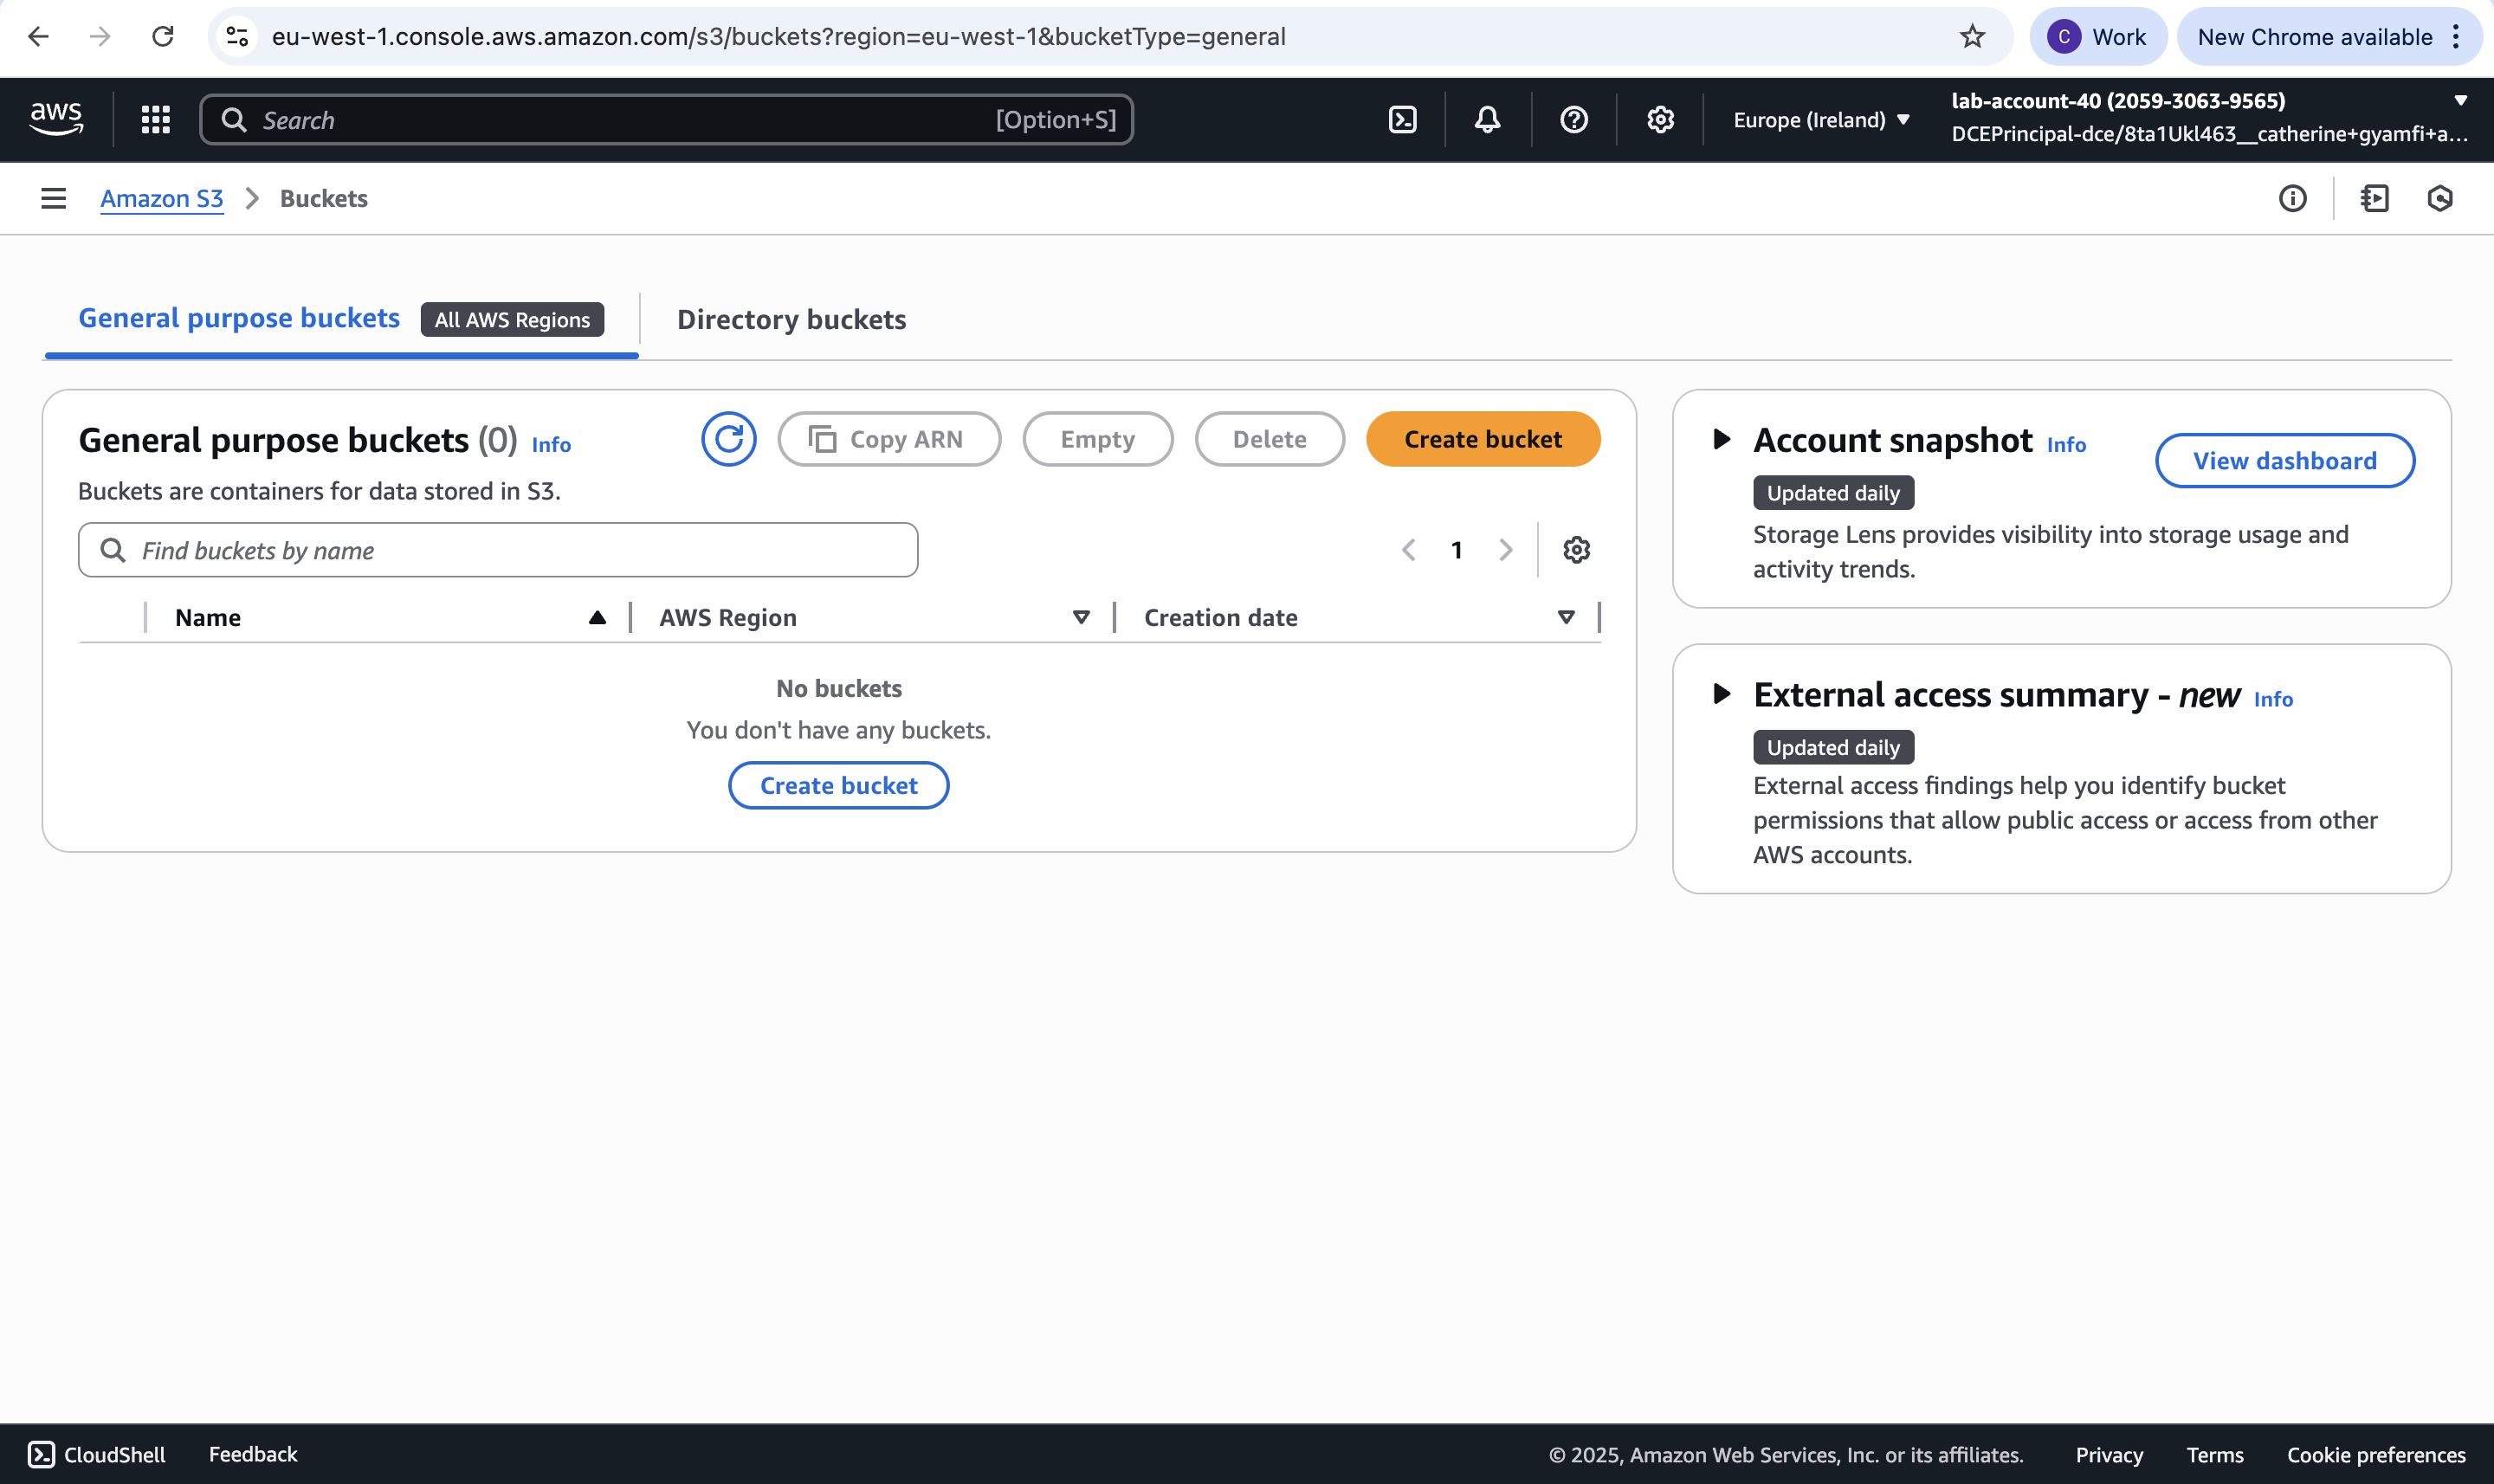 eu-west-1.console.aws.amazon.com/s3/buckets?region=eu-west-1&bucketType=general
C Work
New Chrome available
aws
Search [Option+S]
Europe (Ireland)
lab-account-40 (2059-3063-9565)
DCEPrincipal-dce/8ta1Ukl463__catherine+gyamfi+a...
Amazon S3 Buckets
General purpose buckets All AWS Regions Directory buckets
General purpose buckets (0) Info
Copy ARN Empty Delete Create bucket
Buckets are containers for data stored in S3.
Find buckets by name
1
Name AWS Region Creation date
No buckets
You don't have any buckets.
Create bucket
Account snapshot Info
View dashboard
Updated daily
Storage Lens provides visibility into storage usage and
activity trends.
External access summary - new Info
Updated daily
External access findings help you identify bucket
permissions that allow public access or access from other
AWS accounts.
CloudShell Feedback © 2025, Amazon Web Services, Inc. or its affiliates. Privacy Terms Cookie preferences